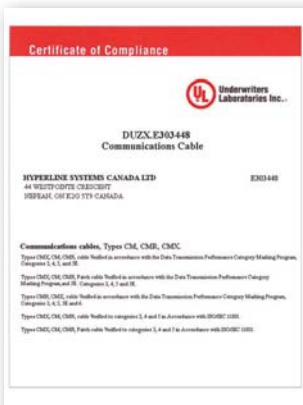 Certificate of Compliance
UL
Underwriters
Laboratories Inc.
DUZX.E303448
Communications Cable
HYPERLINE SYSTEMS CANADA LTD
E303448
44 WESTPOINTE CRESCENT
NEPEAN, ON K2G 5Y9 CANADA
Communications cables, Types CM, CMR, CMX.
Types CMX, CM, CMR, cable Verified in accordance with the Data Transmission Performance Category Marking Program,
Categories 3, 4, 5, and 5E.
Types CMX, CM, CMR, Patch cable Verified in accordance with the Data Transmission Performance Category
Marking Program, and 5E. Categories 3, 4, 5 and 5E.
Types CMR, CMX, cable Verified in accordance with the Data Transmission Performance Category Marking Program,
Categories 3, 4, 5, 5E and 6.
Types CMX, CM, CMR, cable Verified to categories 3, 4 and 5 in Accordance with ISO/IEC 11801.
Types CMX, CM, CMR, Patch cable Verified to categories 3, 4 and 5 in Accordance with ISO/IEC 11801.